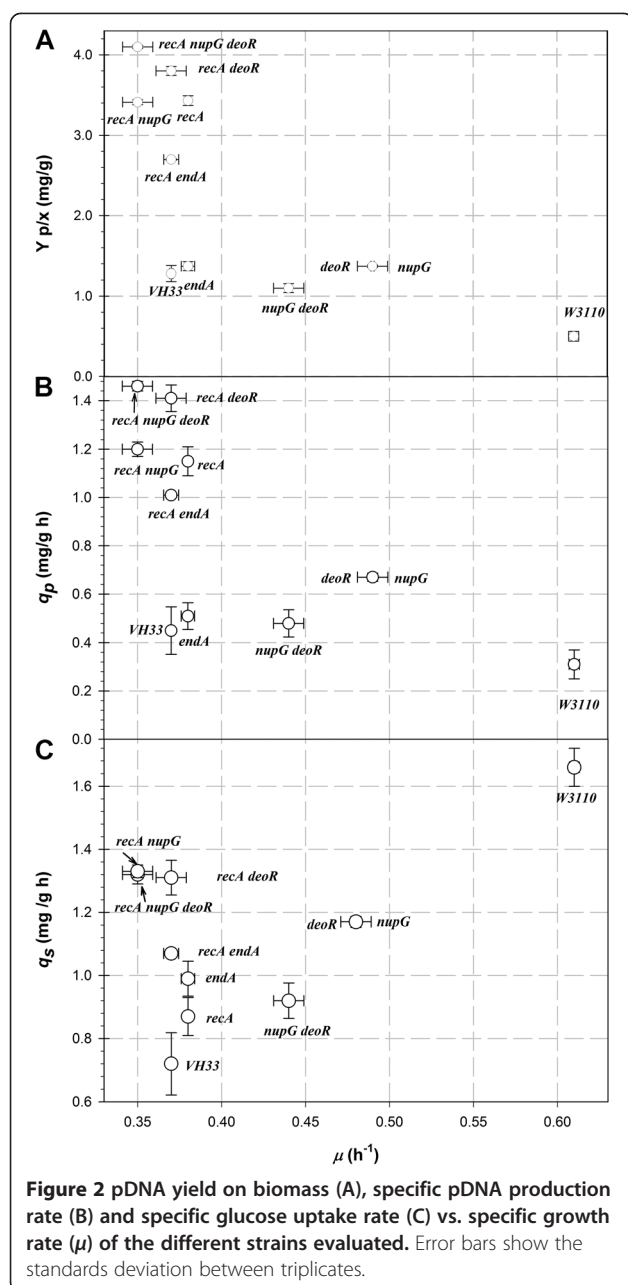 A
Y p/x (mg/g)
4.0
3.0
2.0
1.0
0.0
recA nupG deoR
recA deoR
recA nupG
recA
recA endA
VH33
endA
nupG deoR
deoR
nupG
W3110
B
qp (mg/g h)
1.4
1.2
1.0
0.8
0.6
0.4
0.2
0.0
recA deoR
recA nupG deoR
recA nupG
recA
recA endA
VH33
endA
nupG deoR
deoR
nupG
W3110
C
qs (mg /g h)
1.6
1.4
1.2
1.0
0.8
0.6
W3110
recA nupG
recA deoR
recA nupG deoR
deoR
nupG
recA endA
endA
recA
nupG deoR
VH33
0.35 0.40 0.45 0.50 0.55 0.60
μ (h-1)
Figure 2 pDNA yield on biomass (A), specific pDNA production
rate (B) and specific glucose uptake rate (C) vs. specific growth
rate (μ) of the different strains evaluated. Error bars show the
standards deviation between triplicates.